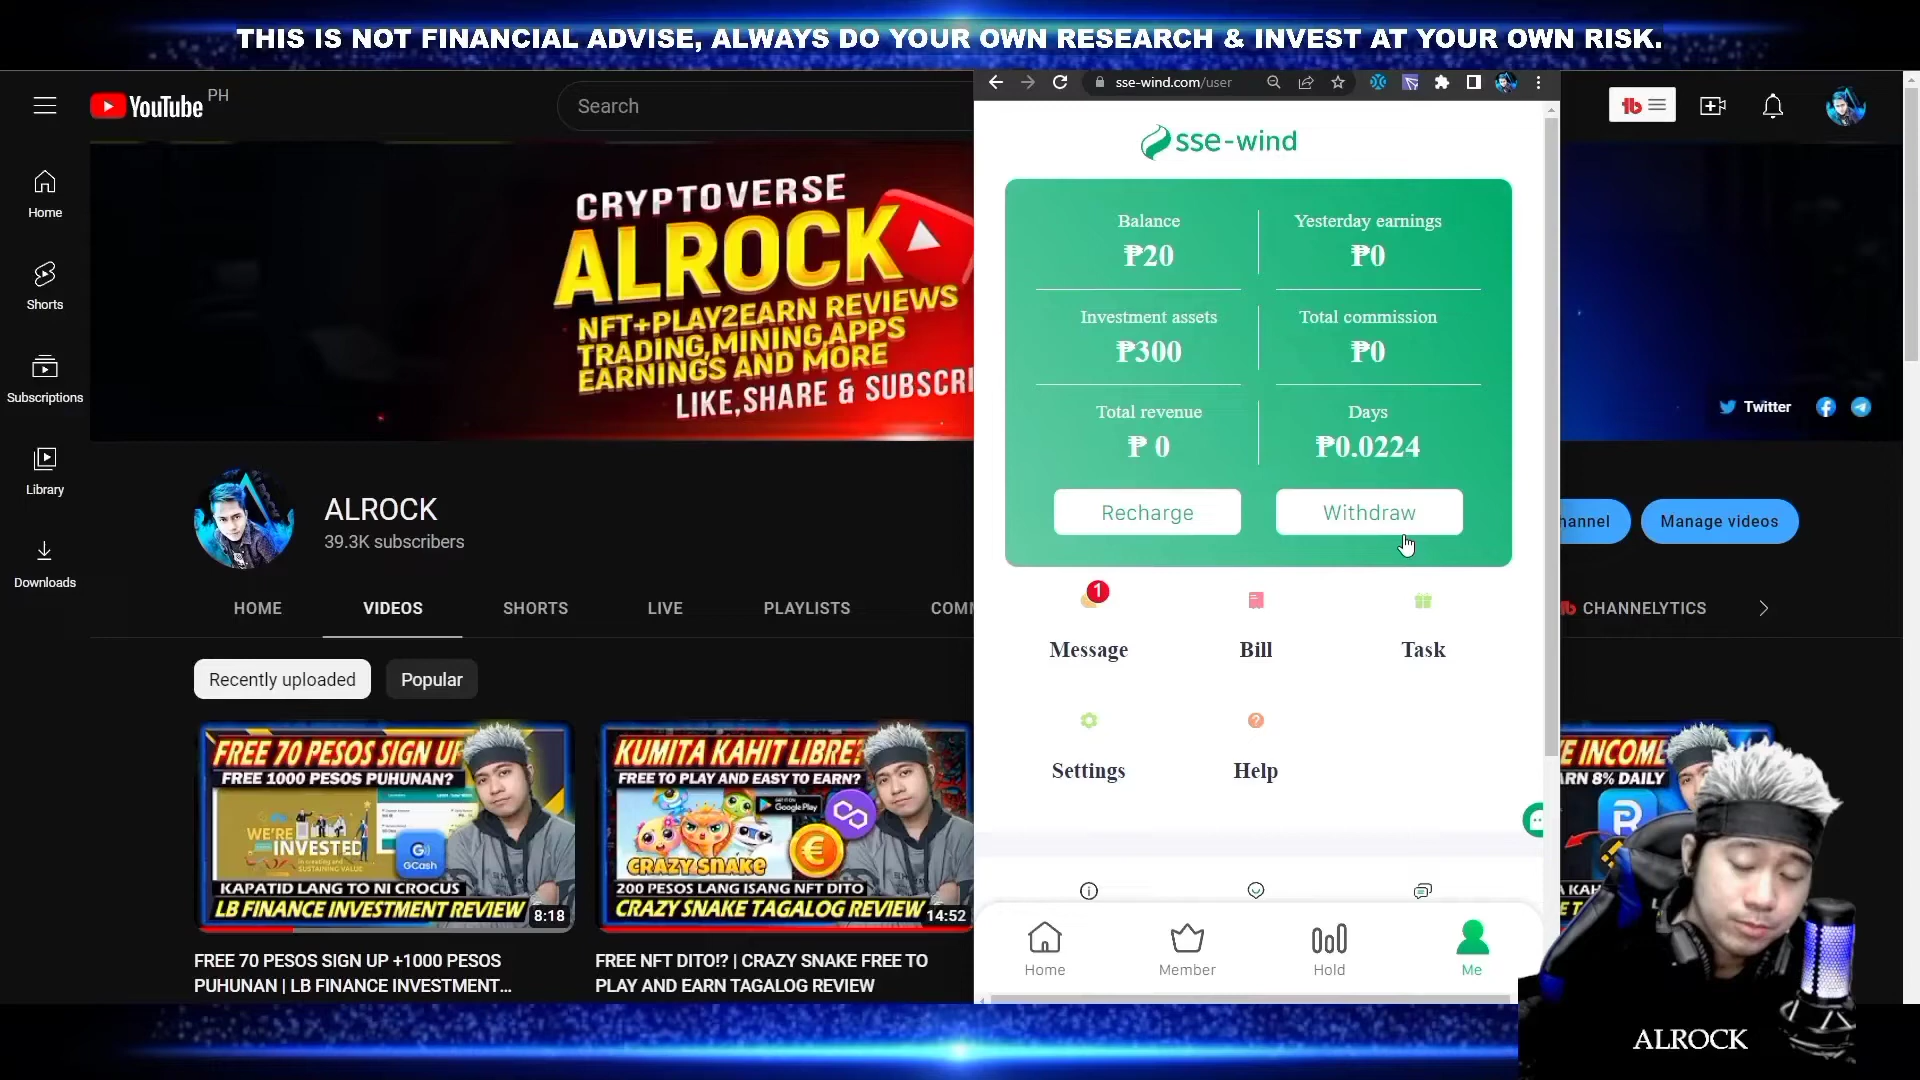 THIS IS NOT FINANCIAL ADVISE, ALWAYS DO YOUR OWN RESEARCH & INVEST AT YOUR OWN RISK.
YouTube PH
Search
sse-wind.com/user
Home
Shorts
Subscriptions
Library
Downloads
CRYPTOVERSE
ALROCK
NFT+PLAY2EARN REVIEWS
TRADING,MINING,APPS
EARNINGS AND MORE
LIKE,SHARE & SUBSCRI
Twitter
ALROCK
39.3K subscribers
Manage videos
HOME
VIDEOS
SHORTS
LIVE
PLAYLISTS
CHANNELYTICS
Recently uploaded
Popular
FREE 70 PESOS SIGN UP
FREE 1000 PESOS PUHUNAN?
WE'RE
INVESTED
GCash
KAPATID LANG TO NI CROCUS
LB FINANCE INVESTMENT REVIEW
8:18
FREE 70 PESOS SIGN UP +1000 PESOS
PUHUNAN | LB FINANCE INVESTMENT...
KUMITA KAHIT LIBRE?
FREE TO PLAY AND EASY TO EARN?
Google Play
CRAZY SNAKE
200 PESOS LANG ISANG NFT DITO
CRAZY SNAKE TAGALOG REVIEW
14:52
FREE NFT DITO!? | CRAZY SNAKE FREE TO
PLAY AND EARN TAGALOG REVIEW
sse-wind
Balance
₱20
Yesterday earnings
₱0
Investment assets
₱300
Total commission
₱0
Total revenue
₱ 0
Days
₱0.0224
Recharge
Withdraw
1
Message
Bill
Task
Settings
Help
Home
Member
Hold
Me
E INCOME
RN 8% DAILY
ALROCK